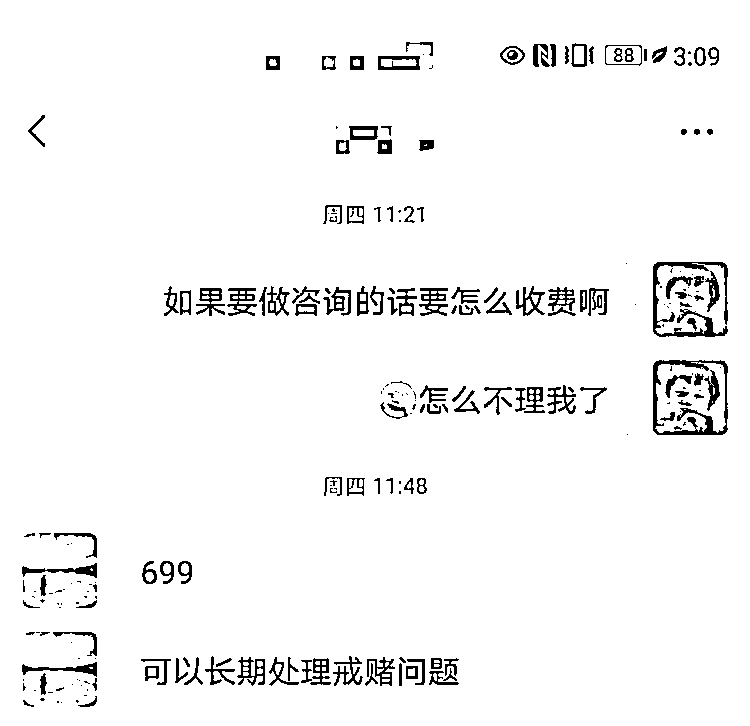 88 3:09
周四 11:21
如果要做咨询的话要怎么收费啊
怎么不理我了
周四 11:48
699
可以长期处理戒赌问题